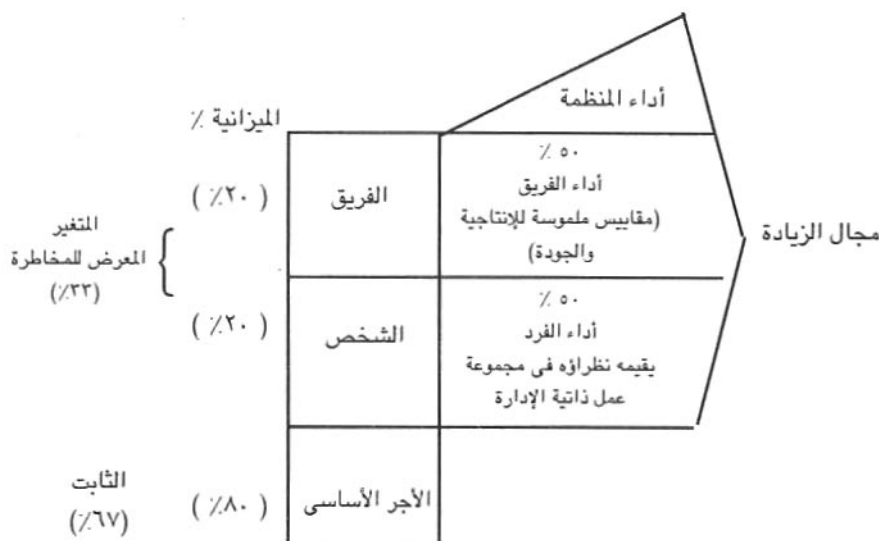 أداء المنظمة
الميزانية ٪
٥٠ ٪
أداء الفريق
(مقاييس ملموسة للإنتاجية
والجودة)
الفريق
(٪٢٠)
مجال الزيادة
المتغير
المعرض للمخاطرة
(٪٣٣)
٥٠ ٪
أداء الفرد
يقيمه نظراؤه فى مجموعة
عمل ذاتية الإدارة
الشخص
(٪٢٠)
الأجر الأساسى
(٪٨٠)
الثابت
(٪٦٧)